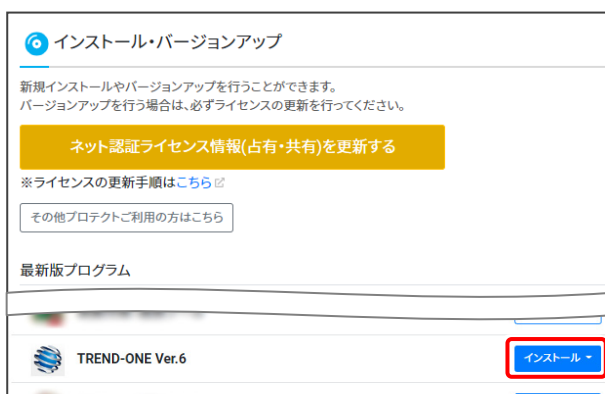 インストール・バージョンアップ
新規インストールやバージョンアップを行うことができます。
バージョンアップを行う場合は、必ずライセンスの更新を行ってください。
ネット認証ライセンス情報(占有・共有)を更新する
※ライセンスの更新手順はこちら
その他プロテクトご利用の方はこちら
最新版プログラム
TREND-ONE Ver.6
インストール